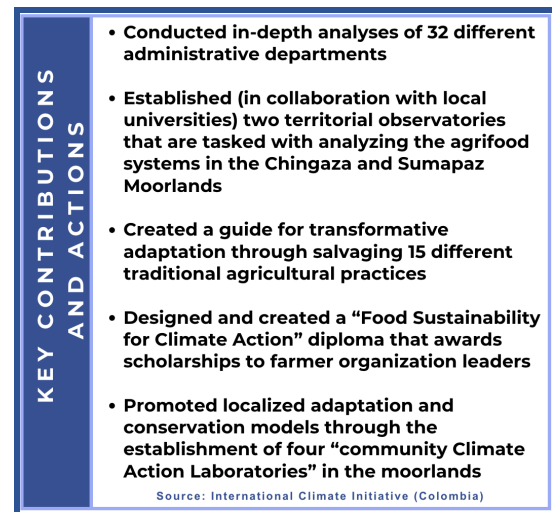 KEY CONTRIBUTIONS
AND ACTIONS
• Conducted in-depth analyses of 32 different
administrative departments
• Established (in collaboration with local
universities) two territorial observatories
that are tasked with analyzing the agrifood
systems in the Chingaza and Sumapaz
Moorlands
• Created a guide for transformative
adaptation through salvaging 15 different
traditional agricultural practices
• Designed and created a “Food Sustainability
for Climate Action” diploma that awards
scholarships to farmer organization leaders
• Promoted localized adaptation and
conservation models through the
establishment of four “community Climate
Action Laboratories” in the moorlands
Source: International Climate Initiative (Colombia)